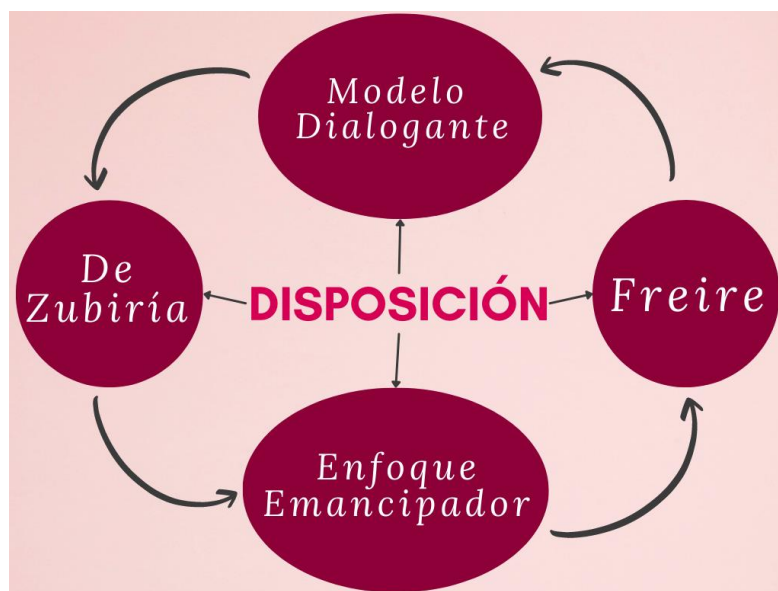 Modelo
Dialogante
De
Zubiría
DISPOSICIÓN
Freire
Enfoque
Emancipador